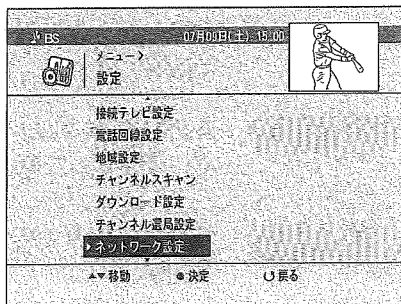 BS 07月09日(土) 15:00
メニュー>
設定
接続テレビ設定
電話回線設定
地域設定
チャンネルスキャン
ダウンロード設定
チャンネル選局設定
ネットワーク設定
▲▼移動 決定 戻る